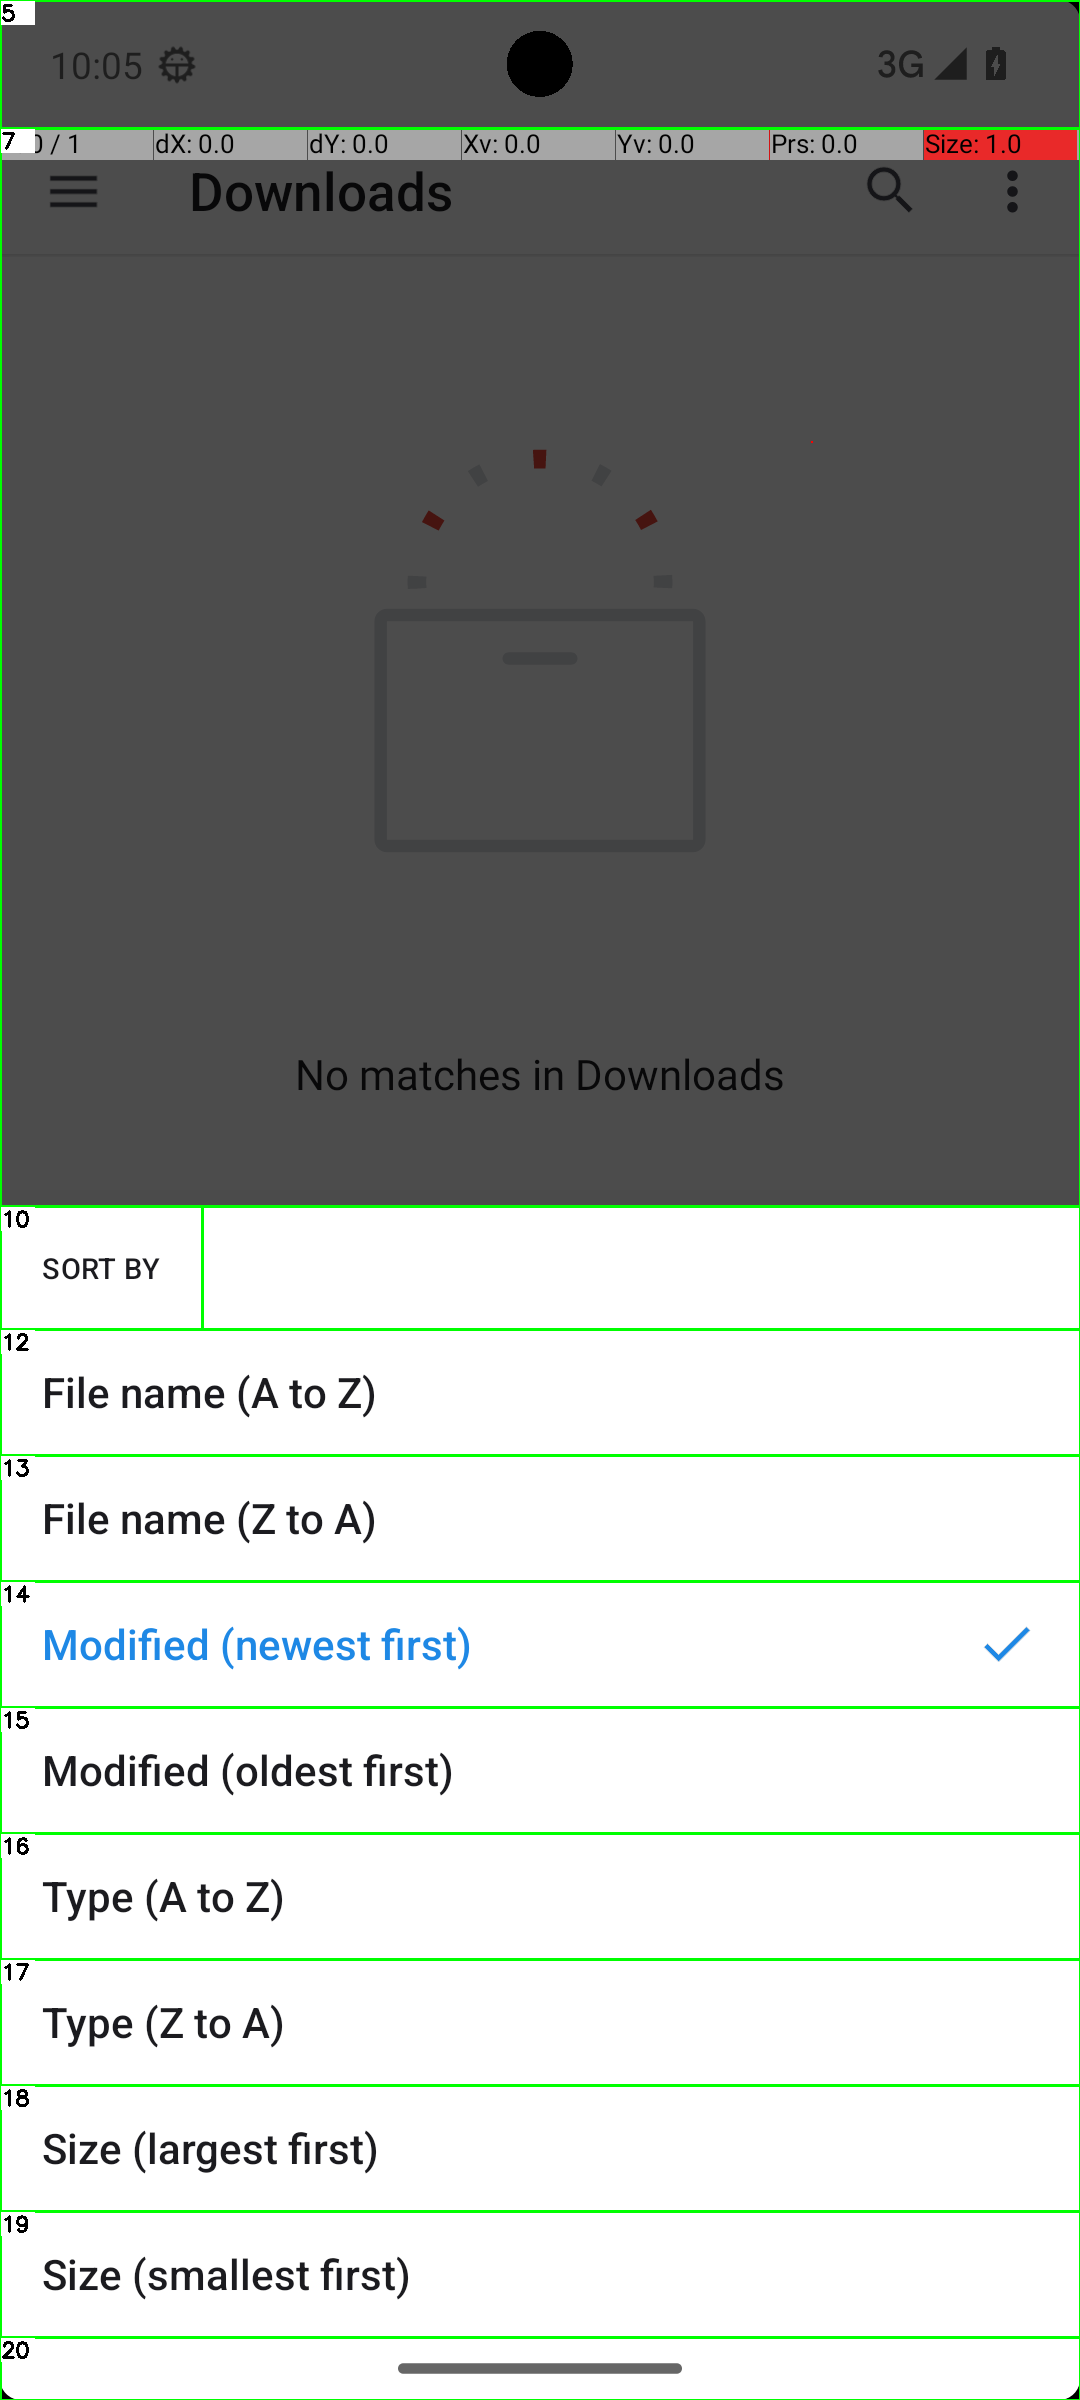 5
10:05
3G
7
0 / 1
dX: 0.0
dY: 0.0
Xv: 0.0
Yv: 0.0
Prs: 0.0
Size: 1.0
Downloads
No matches in Downloads
10
SORT BY
12
File name (A to Z)
13
File name (Z to A)
14
Modified (newest first)
15
Modified (oldest first)
16
Type (A to Z)
17
Type (Z to A)
18
Size (largest first)
19
Size (smallest first)
20